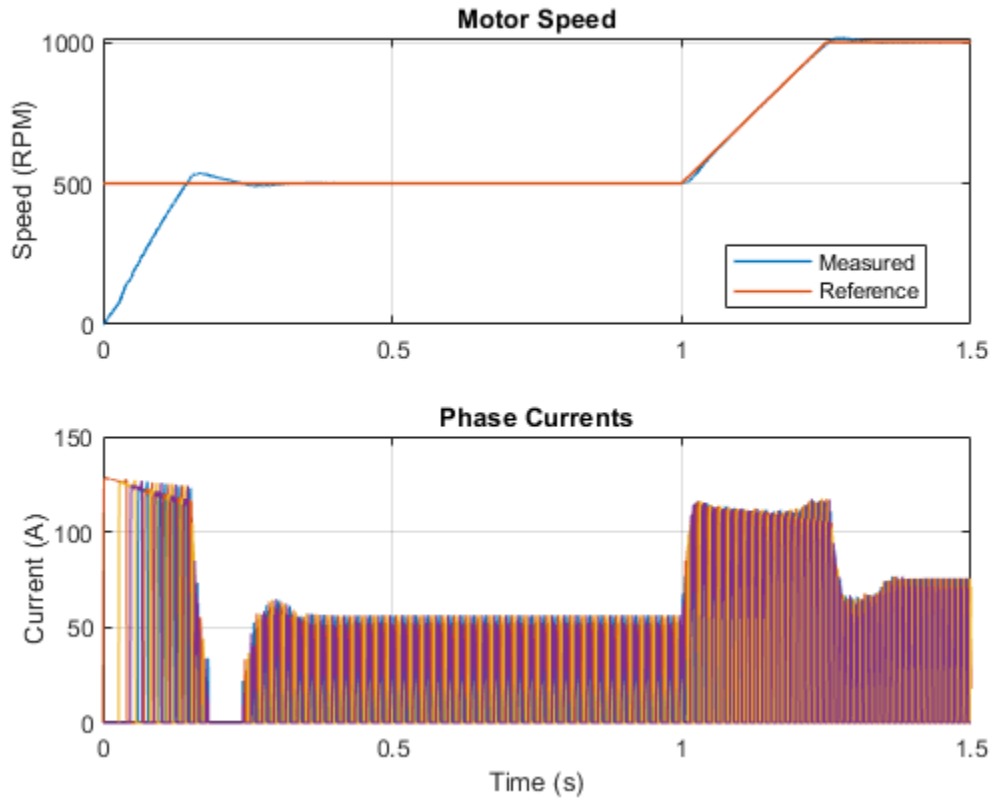 Motor Speed
1000
500
0
Speed (RPM)
Measured
Reference
0
0.5
1
1.5
Phase Currents
150
100
50
0
Current (A)
0
0.5
1
1.5
Time (s)